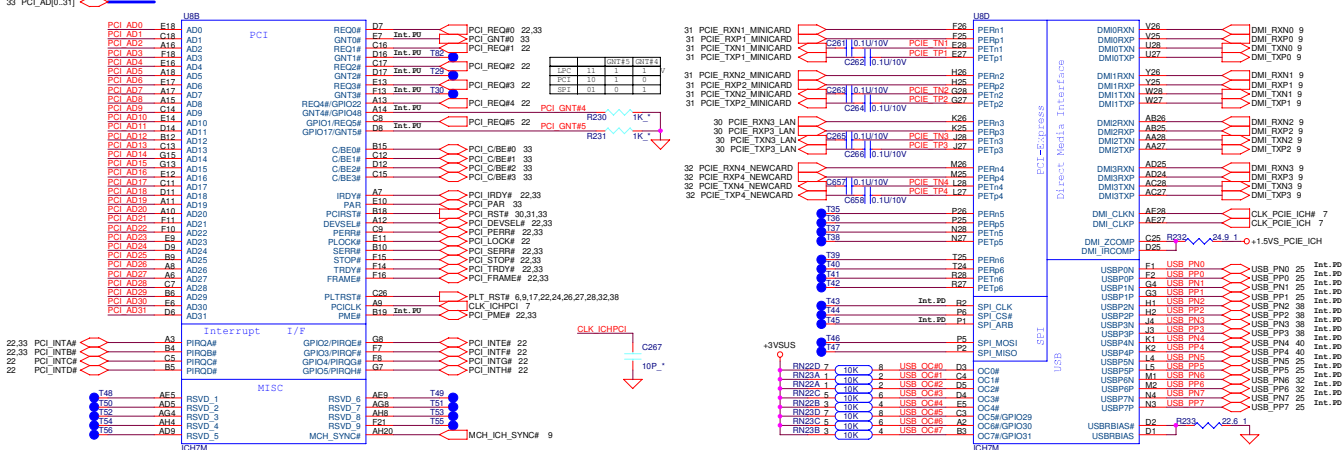 33 PCI_AD[0..31]
U8B
PCI
PCI_AD0 E18 AD0 REQ0# D7 PCI_REQ#0 22,33
PCI_AD1 C18 AD1 GNT0# E7 Int.PU PCI_GNT#0 33
PCI_AD2 A16 AD2 REQ1# C16 PCI_REQ#1 22
PCI_AD3 F18 AD3 GNT1# D16 Int.PU T82
PCI_AD4 E16 AD4 REQ2# C17 PCI_REQ#2 22
PCI_AD5 A18 AD5 GNT2# D17 Int.PU T29
PCI_AD6 E17 AD6 REQ3# E13 PCI_REQ#3 22
PCI_AD7 A17 AD7 GNT3# F13 Int.PU T30
PCI_AD8 A15 AD8 REQ4#/GPIO22 A13 PCI_REQ#4 22
PCI_AD9 C14 AD9 GNT4#/GPIO48 A14 Int.PU PCI_GNT#4 R230 1K_*
PCI_AD10 E14 AD10 GPIO1/REQ5# C8 PCI_REQ#5 22
PCI_AD11 D14 AD11 GPIO17/GNT5# D8 Int.PU PCI_GNT#5 R231 1K_*
PCI_AD12 B12 AD12
PCI_AD13 C13 AD13 C/BE0# B15 PCI_C/BE#0 33
PCI_AD14 G15 AD14 C/BE1# C12 PCI_C/BE#1 33
PCI_AD15 G13 AD15 C/BE2# D12 PCI_C/BE#2 33
PCI_AD16 E12 AD16 C/BE3# C15 PCI_C/BE#3 33
PCI_AD17 C11 AD17
PCI_AD18 D11 AD18 IRDY# A7 PCI_IRDY# 22,33
PCI_AD19 A11 AD19 PAR E10 PCI_PAR 33
PCI_AD20 A10 AD20 PCIRST# B18 PCI_RST# 30,31,33
PCI_AD21 F11 AD21 DEVSEL# A12 PCI_DEVSEL# 22,33
PCI_AD22 F10 AD22 PERR# C9 PCI_PERR# 22,33
PCI_AD23 E9 AD23 PLOCK# E11 PCI_LOCK# 22
PCI_AD24 D9 AD24 SERR# B10 PCI_SERR# 22,33
PCI_AD25 B9 AD25 STOP# F15 PCI_STOP# 22,33
PCI_AD26 A8 AD26 TRDY# F14 PCI_TRDY# 22,33
PCI_AD27 A6 AD27 FRAME# F16 PCI_FRAME# 22,33
PCI_AD28 C7 AD28
PCI_AD29 B6 AD29 PLTRST# C26 PLT_RST# 6,9,17,22,24,26,27,28,32,38
PCI_AD30 E6 AD30 PCICLK A9 CLK_ICHPCI 7
PCI_AD31 D6 AD31 PME# B19 Int.PU PCI_PME# 22,33
GNT#5 GNT#4
LPC 11 1 1 V
PCI 10 1 0
SPI 01 0 1
Interrupt I/F
22,33 PCI_INTA# A3 PIRQA# GPIO2/PIRQE# G8 PCI_INTE# 22
22,33 PCI_INTB# B4 PIRQB# GPIO3/PIRQF# F7 PCI_INTF# 22
22 PCI_INTC# C5 PIRQC# GPIO4/PIRQG# F8 PCI_INTG# 22
22 PCI_INTD# B5 PIRQD# GPIO5/PIRQH# G7 PCI_INTH# 22
CLK_ICHPCI
C267
10P_*
MISC
T48 AE5 RSVD_1 RSVD_6 AE9 T49
T50 AD5 RSVD_2 RSVD_7 AG8 T51
T52 AG4 RSVD_3 RSVD_8 AH8 T53
T54 AH4 RSVD_4 RSVD_9 F21 T55
T56 AD9 RSVD_5 MCH_SYNC# AH20 MCH_ICH_SYNC# 9
ICH7M
U8D
PCI-Express
Direct Media Interface
31 PCIE_RXN1_MINICARD F26 PERn1 DMI0RXN V26 DMI_RXN0 9
31 PCIE_RXP1_MINICARD F25 PERp1 DMI0RXP V25 DMI_RXP0 9
31 PCIE_TXN1_MINICARD C261 0.1U/10V PCIE_TN1 E28 PETn1 DMI0TXN U28 DMI_TXN0 9
31 PCIE_TXP1_MINICARD C262 0.1U/10V PCIE_TP1 E27 PETp1 DMI0TXP U27 DMI_TXP0 9
31 PCIE_RXN2_MINICARD H26 PERn2 DMI1RXN Y26 DMI_RXN1 9
31 PCIE_RXP2_MINICARD H25 PERp2 DMI1RXP Y25 DMI_RXP1 9
31 PCIE_TXN2_MINICARD C263 0.1U/10V PCIE_TN2 G28 PETn2 DMI1TXN W28 DMI_TXN1 9
31 PCIE_TXP2_MINICARD C264 0.1U/10V PCIE_TP2 G27 PETp2 DMI1TXP W27 DMI_TXP1 9
30 PCIE_RXN3_LAN K26 PERn3 DMI2RXN AB26 DMI_RXN2 9
30 PCIE_RXP3_LAN K25 PERp3 DMI2RXP AB25 DMI_RXP2 9
30 PCIE_TXN3_LAN C265 0.1U/10V PCIE_TN3 J28 PETn3 DMI2TXN AA28 DMI_TXN2 9
30 PCIE_TXP3_LAN C266 0.1U/10V PCIE_TP3 J27 PETp3 DMI2TXP AA27 DMI_TXP2 9
32 PCIE_RXN4_NEWCARD M26 PERn4 DMI3RXN AD25 DMI_RXN3 9
32 PCIE_RXP4_NEWCARD M25 PERp4 DMI3RXP AD24 DMI_RXP3 9
32 PCIE_TXN4_NEWCARD C657 0.1U/10V PCIE_TN4 L28 PETn4 DMI3TXN AC28 DMI_TXN3 9
32 PCIE_TXP4_NEWCARD C658 0.1U/10V PCIE_TP4 L27 PETp4 DMI3TXP AC27 DMI_TXP3 9
T35 P26 PERn5 DMI_CLKN AE28 CLK_PCIE_ICH# 7
T36 P25 PERp5 DMI_CLKP AE27 CLK_PCIE_ICH 7
T37 N28 PETn5
T38 N27 PETp5 DMI_ZCOMP C25 R232 24.9_1 +1.5VS_PCIE_ICH
DMI_IRCOMP D25
T39 T25 PERn6
T40 T24 PERp6
T41 R28 PETn6
T42 R27 PETp6
SPI
USB
T43 Int.PD R2 SPI_CLK
T44 P6 SPI_CS#
T45 Int.PD P1 SPI_ARB
T46 P5 SPI_MOSI
T47 P2 SPI_MISO
USBP0N F1 USB_PN0 USB_PN0 25 Int.PD
USBP0P F2 USB_PP0 USB_PP0 25
USBP1N G4 USB_PN1 USB_PN1 25 Int.PD
USBP1P G3 USB_PP1 USB_PP1 25
USBP2N H1 USB_PN2 USB_PN2 38 Int.PD
USBP2P H2 USB_PP2 USB_PP2 38
USBP3N J4 USB_PN3 USB_PN3 38 Int.PD
USBP3P J3 USB_PP3 USB_PP3 38
USBP4N K1 USB_PN4 USB_PN4 40 Int.PD
USBP4P K2 USB_PP4 USB_PP4 40
USBP5N L4 USB_PN5 USB_PN5 25 Int.PD
USBP5P L5 USB_PP5 USB_PP5 25
USBP6N M1 USB_PN6 USB_PN6 32 Int.PD
USBP6P M2 USB_PP6 USB_PP6 32
USBP7N N4 USB_PN7 USB_PN7 25 Int.PD
USBP7P N3 USB_PP7 USB_PP7 25
+3VSUS
RN22D 7 10K 8 USB_OC#0 D3 OC0#
RN23A 1 10K 2 USB_OC#1 C4 OC1#
RN22A 1 10K 2 USB_OC#2 D5 OC2#
RN22C 5 10K 6 USB_OC#3 D4 OC3#
RN22B 3 10K 4 USB_OC#4 E5 OC4#
RN23D 7 10K 8 USB_OC#5 C3 OC5#/GPIO29
RN23C 5 10K 6 USB_OC#6 A2 OC6#/GPIO30
RN23B 3 10K 4 USB_OC#7 B3 OC7#/GPIO31
USBRBIAS# D2 R233 22.6_1
USBRBIAS D1
ICH7M